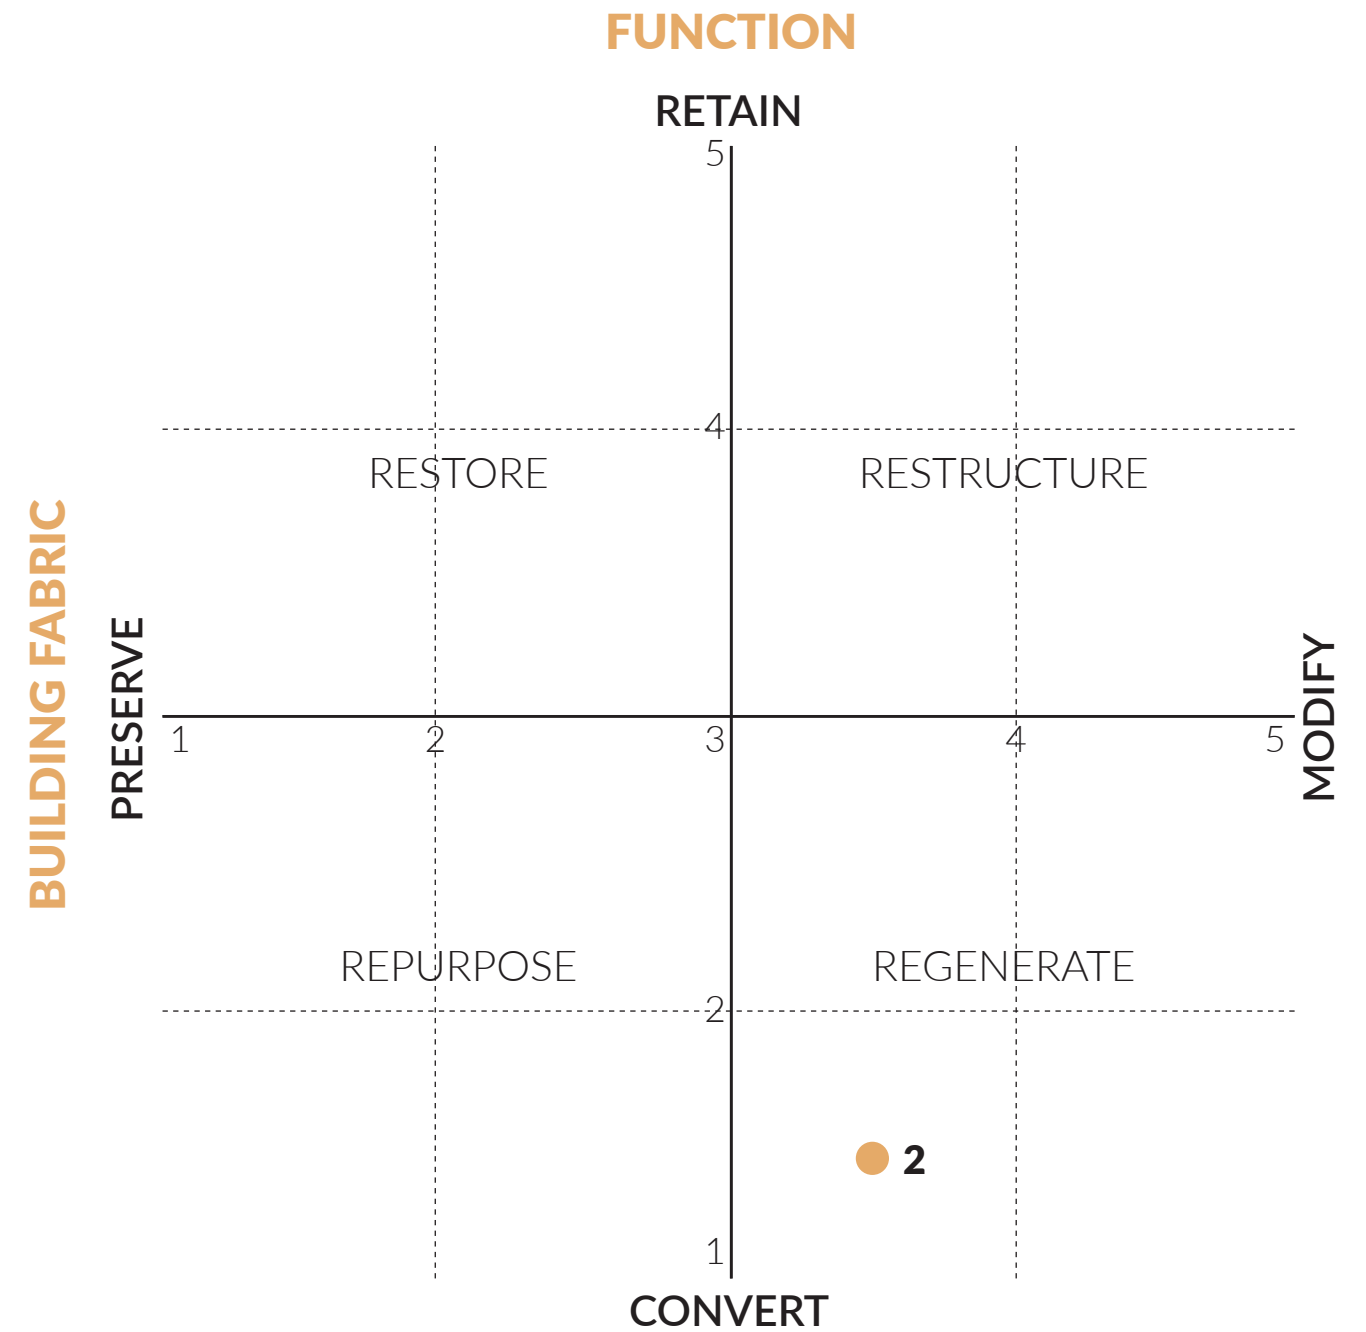 FUNCTION
RETAIN
5
4
RESTORE
RESTRUCTURE
BUILDING FABRIC
PRESERVE
MODIFY
1
2
3
4
5
REPURPOSE
REGENERATE
2
2
1
CONVERT